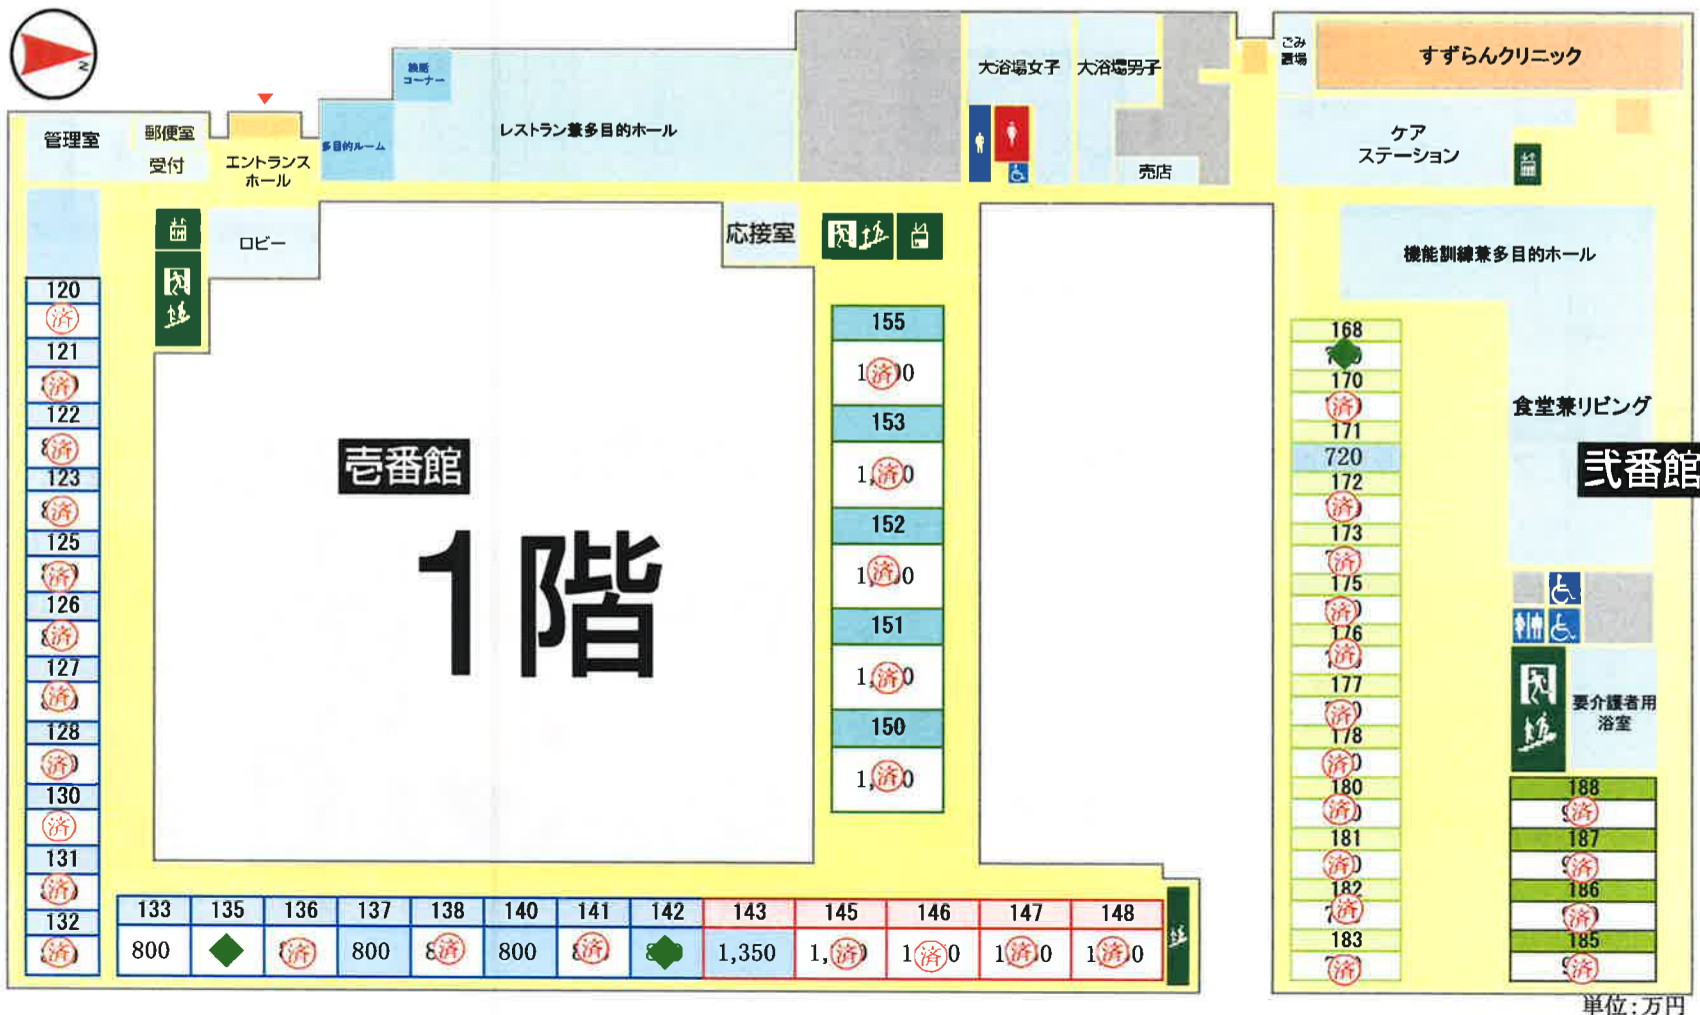 N
ごみ
置場
すずらんクリニック
大浴場女子
大浴場男子
コーナー
管理室
郵便室
受付
エントランス
ホール
多目的ルーム
レストラン兼多目的ホール
売店
ケア
ステーション
ロビー
応接室
機能訓練兼多目的ホール
食堂兼リビング
壱番館
1階
弐番館
要介護者用
浴室
120
済
121
済
122
済
123
済
125
済
126
済
127
済
128
済
130
済
131
済
132
済
133 135 136 137 138 140 141 142 143 145 146 147 148
800 済 800 済 800 済 1,350 済 済 済 済
155
済
153
済
152
済
151
済
150
済
168
170
済
171
720
172
済
173
済
175
済
176
済
177
済
178
済
180
済
181
済
182
済
183
済
188
済
187
済
186
済
185
済
単位:万円